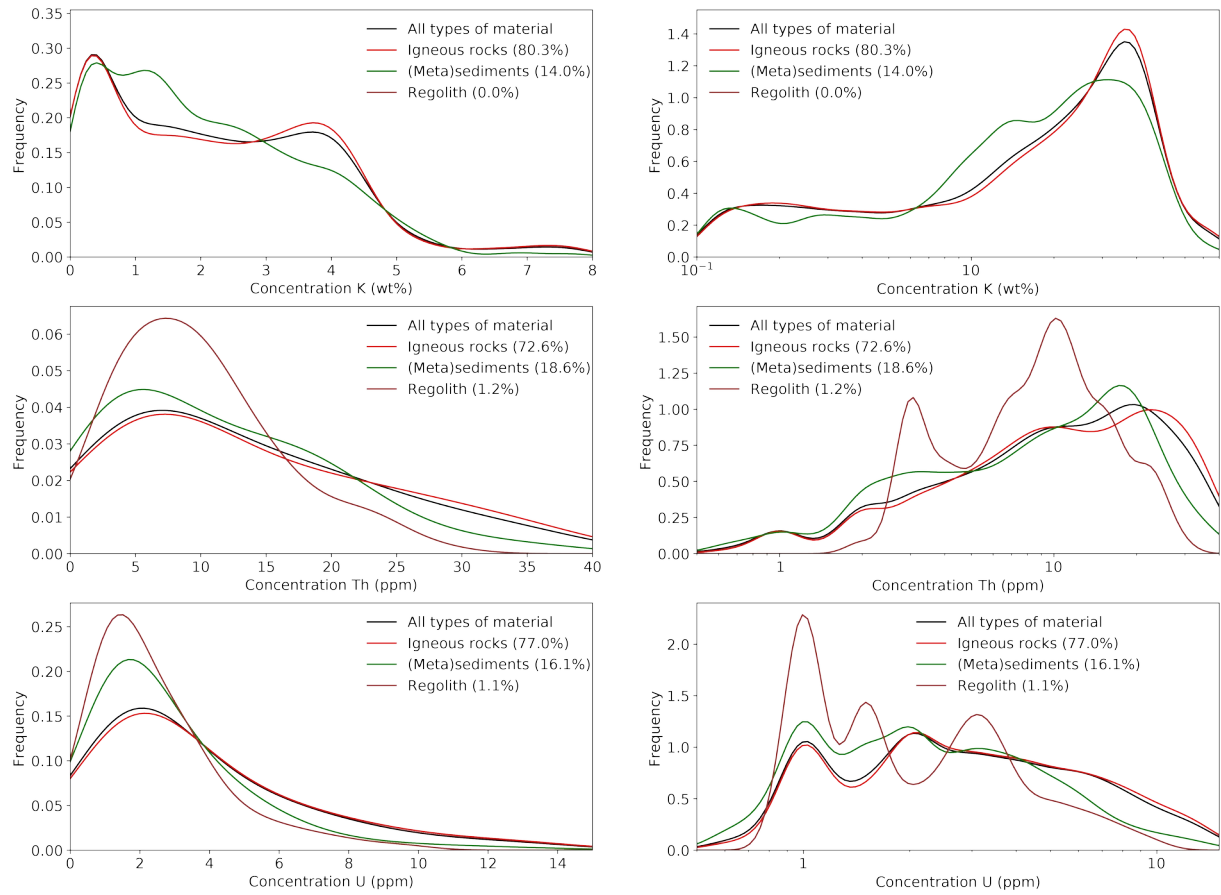 All types of material
Igneous rocks (80.3%)
(Meta)sediments (14.0%)
Regolith (0.0%)
Frequency
0.35
0.30
0.25
0.20
0.15
0.10
0.05
0.00
0 1 2 3 4 5 6 7 8
Concentration K (wt%)
All types of material
Igneous rocks (80.3%)
(Meta)sediments (14.0%)
Regolith (0.0%)
Frequency
1.4
1.2
1.0
0.8
0.6
0.4
0.2
0.0
10⁻¹ 10
Concentration K (wt%)
All types of material
Igneous rocks (72.6%)
(Meta)sediments (18.6%)
Regolith (1.2%)
Frequency
0.06
0.05
0.04
0.03
0.02
0.01
0.00
0 5 10 15 20 25 30 35 40
Concentration Th (ppm)
All types of material
Igneous rocks (72.6%)
(Meta)sediments (18.6%)
Regolith (1.2%)
Frequency
1.50
1.25
1.00
0.75
0.50
0.25
0.00
1 10
Concentration Th (ppm)
All types of material
Igneous rocks (77.0%)
(Meta)sediments (16.1%)
Regolith (1.1%)
Frequency
0.25
0.20
0.15
0.10
0.05
0.00
0 2 4 6 8 10 12 14
Concentration U (ppm)
All types of material
Igneous rocks (77.0%)
(Meta)sediments (16.1%)
Regolith (1.1%)
Frequency
2.0
1.5
1.0
0.5
0.0
1 10
Concentration U (ppm)